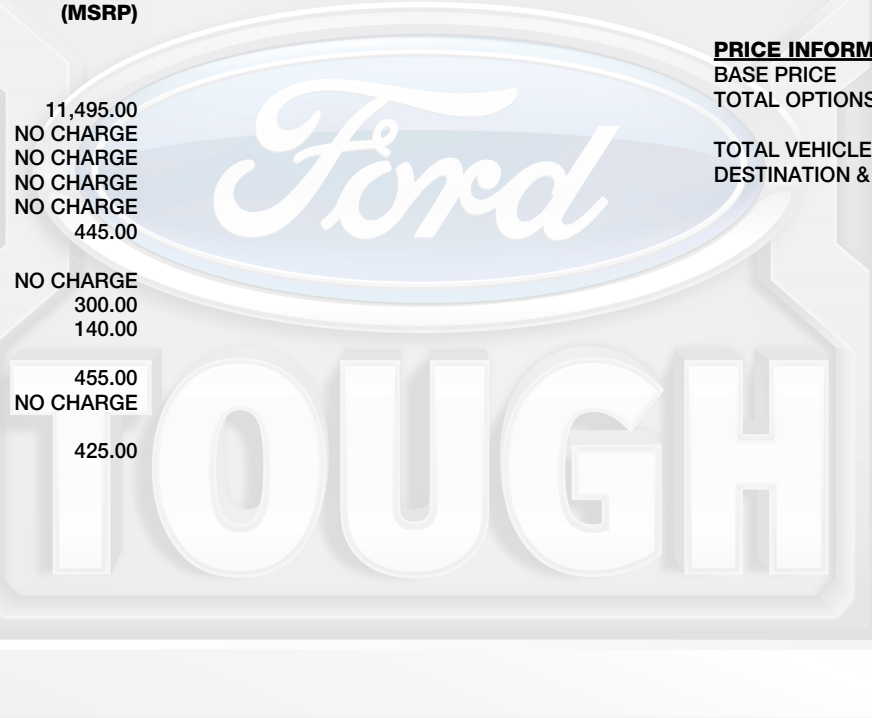 (MSRP)
11,495.00
NO CHARGE
NO CHARGE
NO CHARGE
NO CHARGE
445.00
NO CHARGE
300.00
140.00
455.00
NO CHARGE
425.00
PRICE INFORM
BASE PRICE
TOTAL OPTIONS
TOTAL VEHICLE
DESTINATION &
Ford
TOUGH